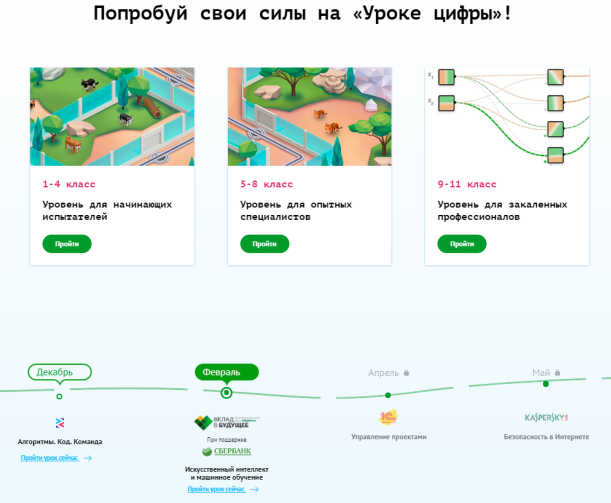 Попробуй свои силы на «Уроке цифры»!
X1
X2
1-4 класс
5-8 класс
9-11 класс
Уровень для начинающих
испытателей
Уровень для опытных
специалистов
Уровень для закаленных
профессионалов
Пройти
Пройти
Пройти
Декабрь
Февраль
Апрель
Май
ВКЛАД
В БУДУЩЕЕ
При поддержке
СБЕРБАНК
1С
KASPERSKY
Алгоритмы. Код. Команда
Пройти урок сейчас
Искусственный интеллект
и машинное обучение
Пройти урок сейчас
Управление проектами
Безопасность в Интернете